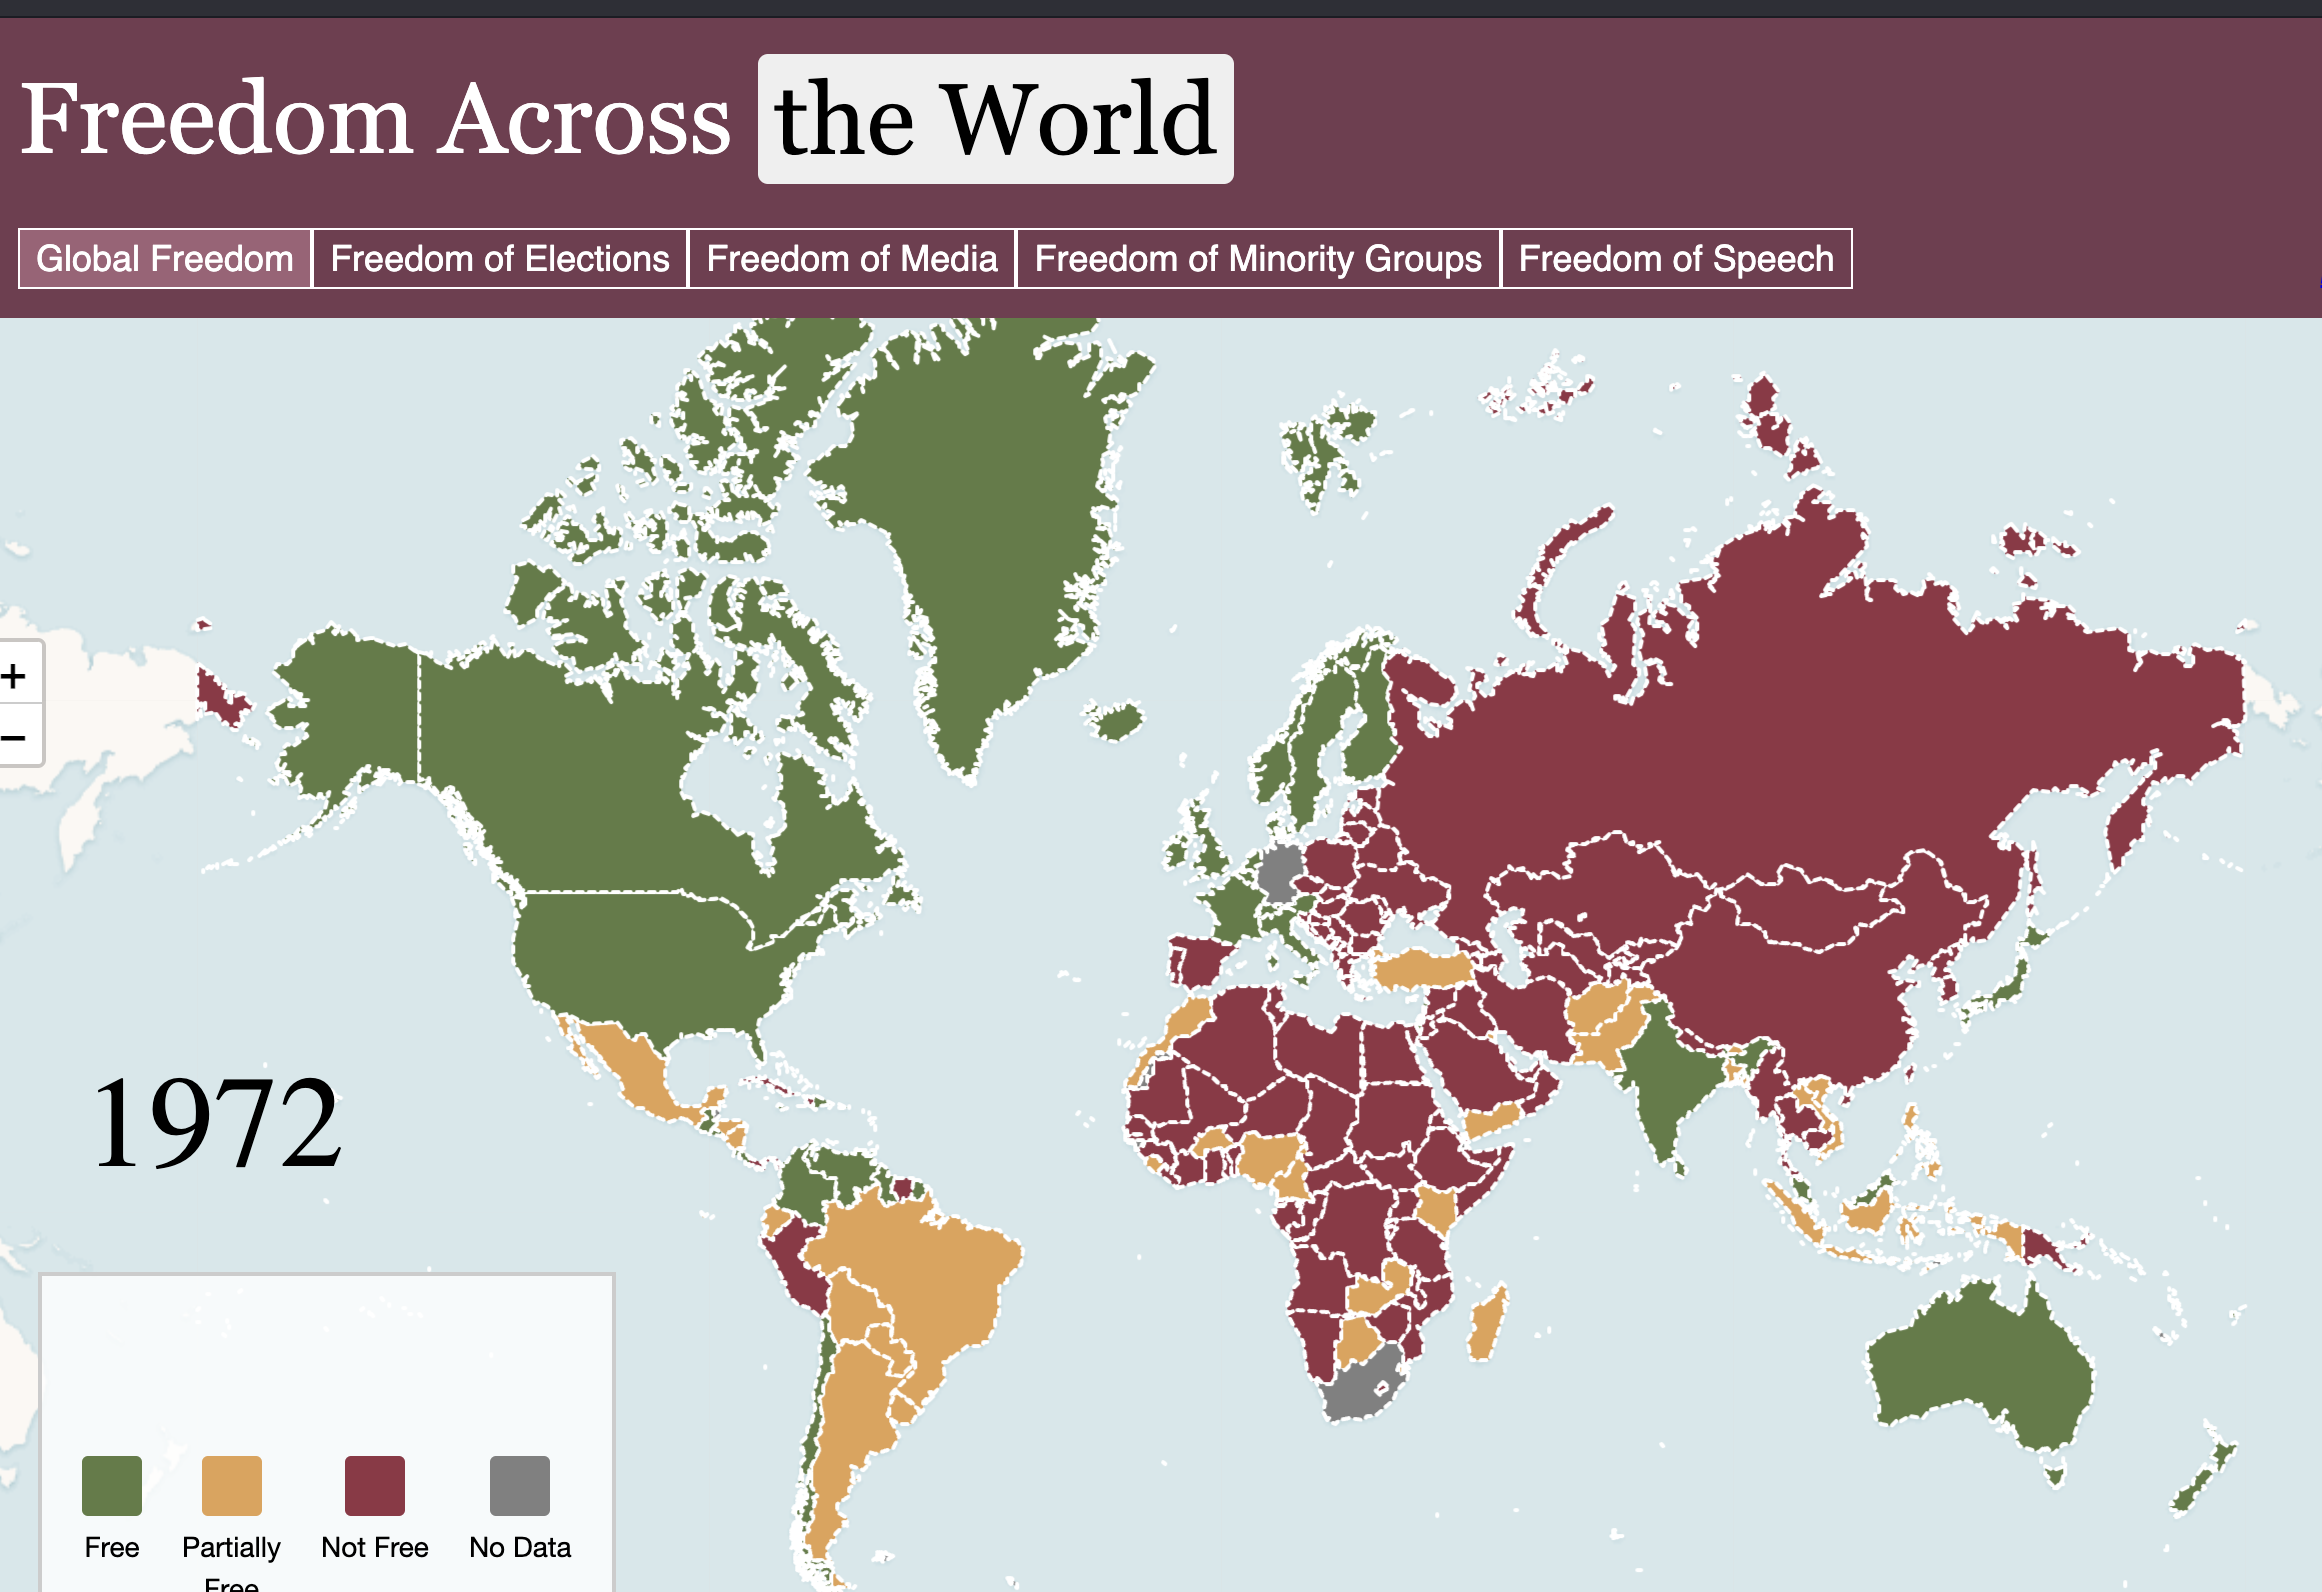 Freedom Across the World
Global Freedom
Freedom of Elections
Freedom of Media
Freedom of Minority Groups
Freedom of Speech
+
−
1972
Free
Partially
Free
Not Free
No Data